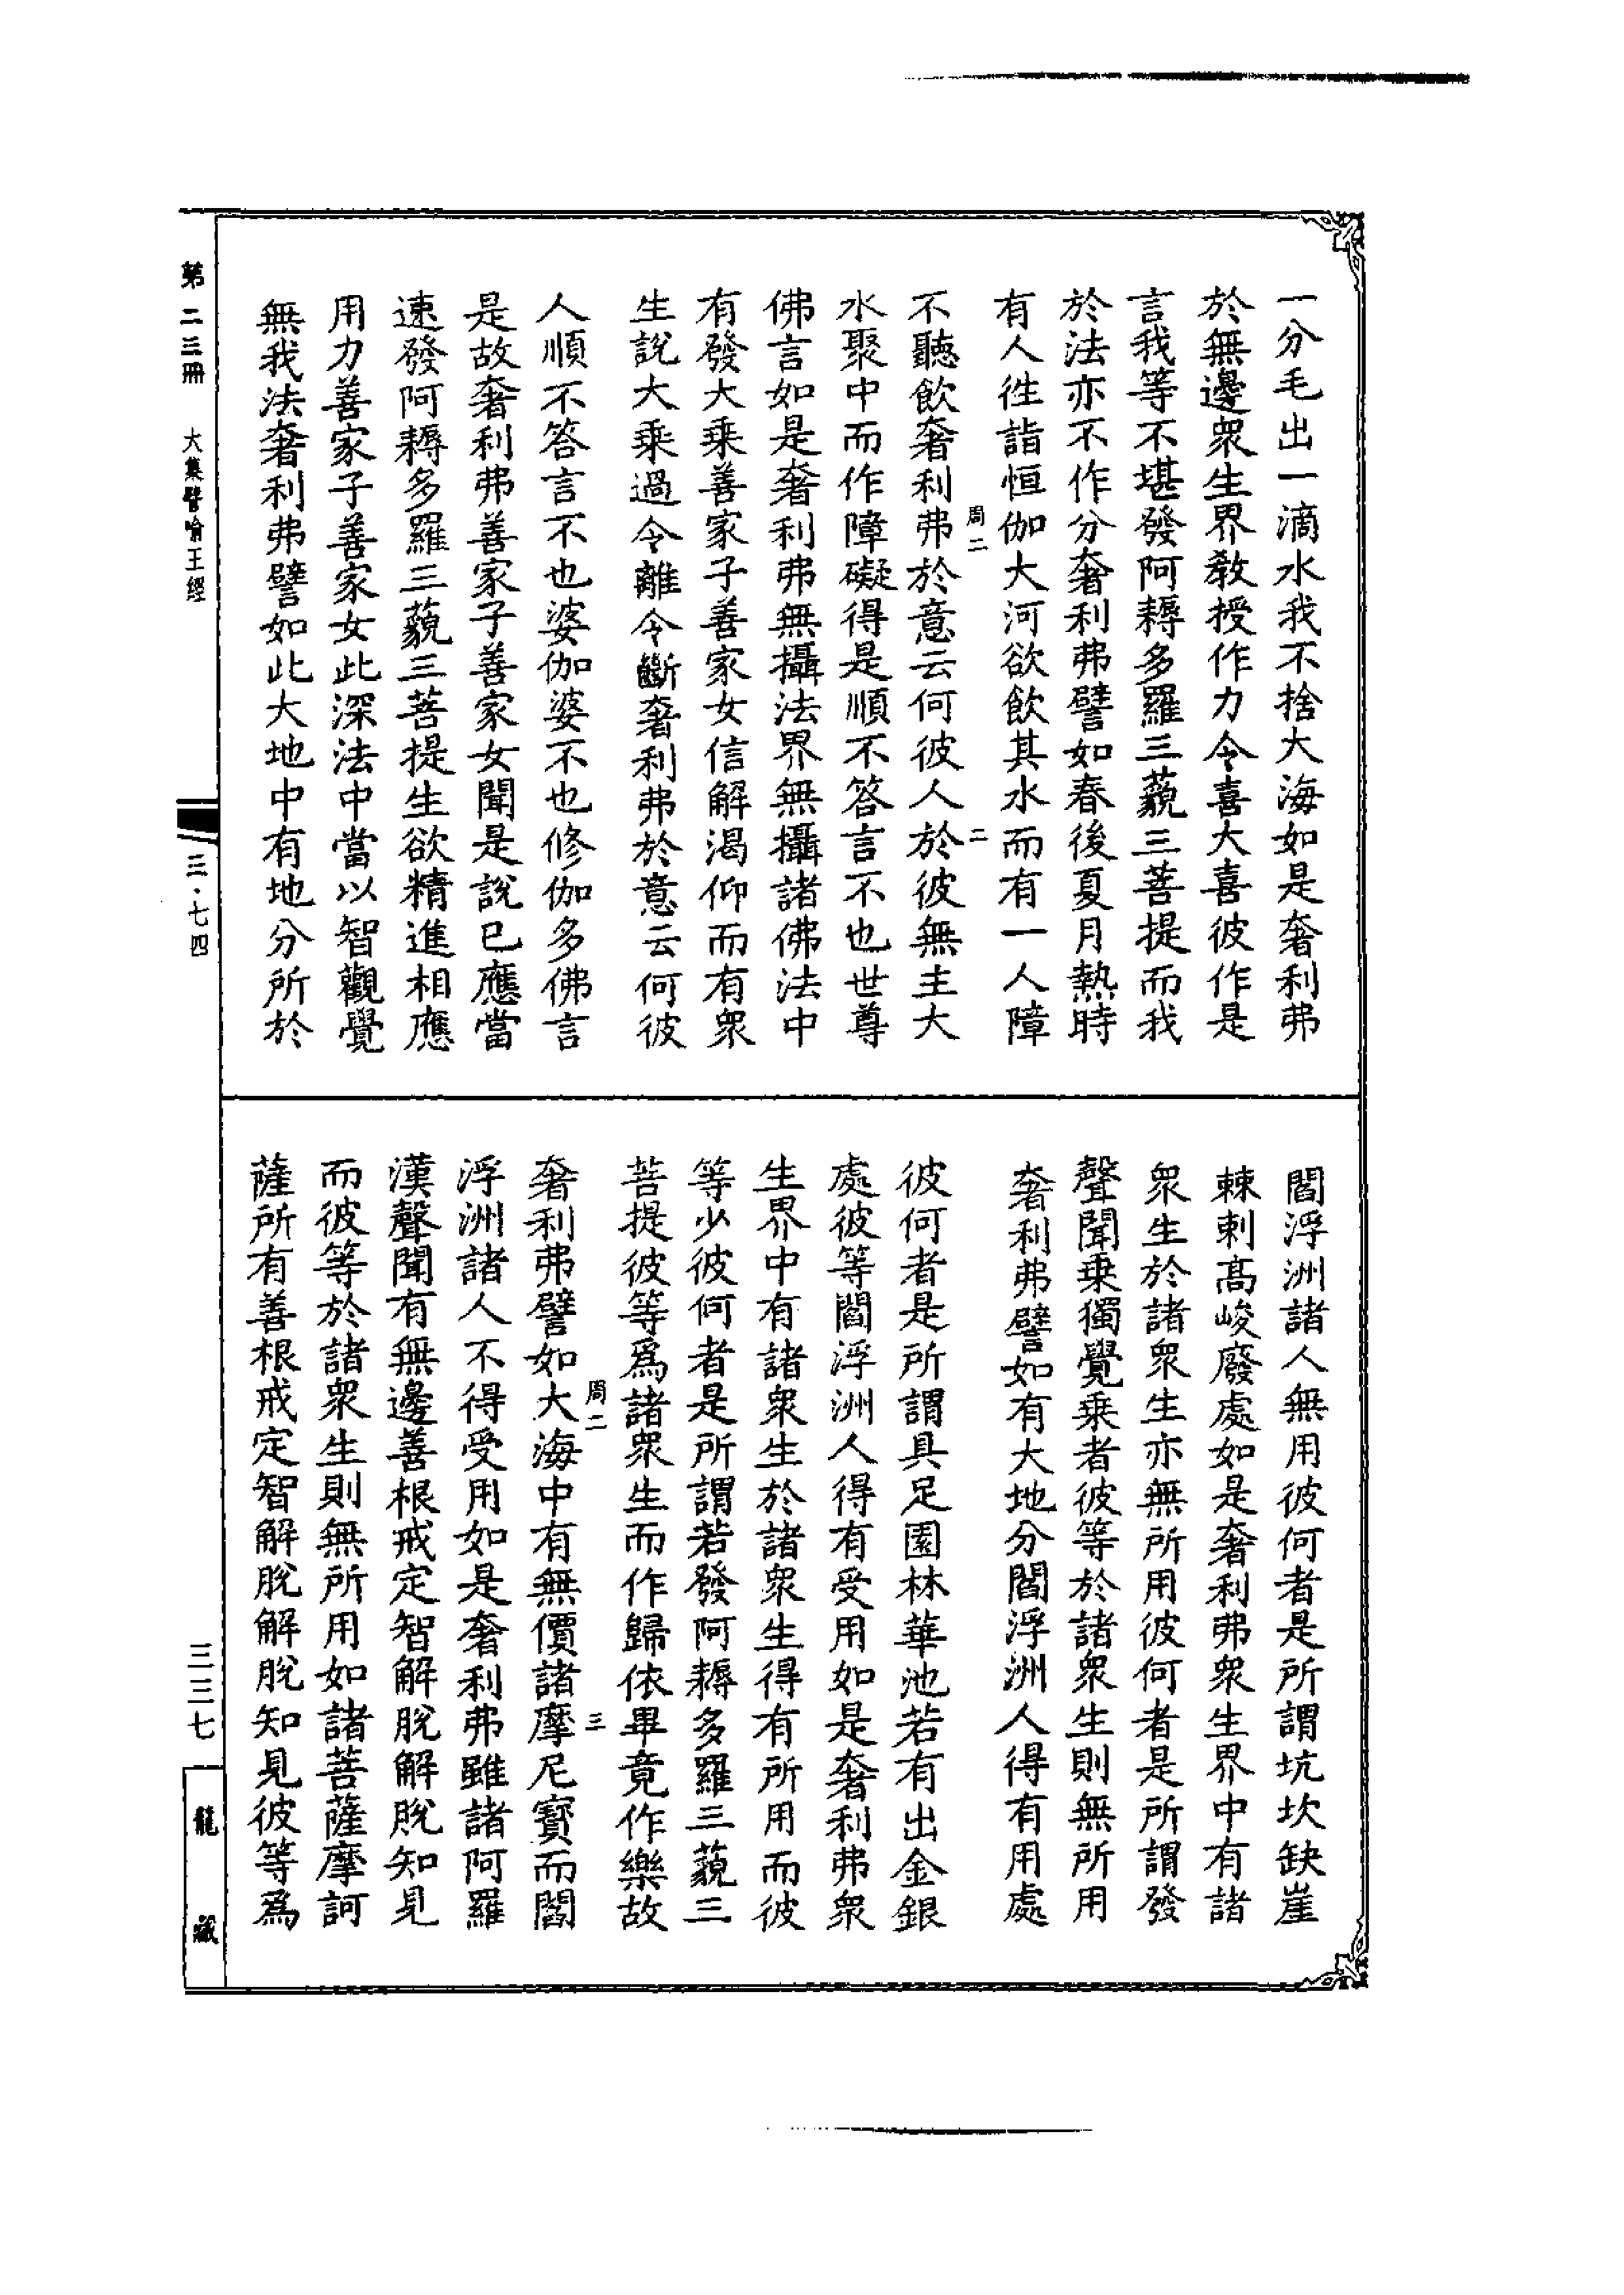 一分毛出一滴水我不捨大海如是奢利弗
於無邊衆生界教授作力令喜大喜彼作是
言我等不堪發阿耨多羅三藐三菩提而我
於法亦不作分奢利弗譬如春後夏月熱時
有人徃詣恒伽大河欲飲其水而有一人障
周二 二
不聽飲奢利弗於意云何彼人於彼無主大
水聚中而作障礙得是順不答言不也世尊
佛言如是奢利弗無攝法界無攝諸佛法中
有發大乘善家子善家女信解渴仰而有衆
生說大乘過令離令斷奢利弗於意云何彼
人順不答言不也婆伽婆不也修伽多佛言
是故奢利弗善家子善家女聞是說已應當
速發阿耨多羅三藐三菩提生欲精進相應
用力善家子善家女此深法中當以智觀覺
無我法奢利弗譬如此大地中有地分所於
閻浮洲諸人無用彼何者是所謂坑坎缺崖
棘刺高峻廢處如是奢利弗衆生界中有諸
衆生於諸衆生亦無所用彼何者是所謂發
聲聞乘獨覺乘者彼等於諸衆生則無所用
奢利弗譬如有大地分閻浮洲人得有用處
彼何者是所謂具足園林華池若有出金銀
處彼等閻浮洲人得有受用如是奢利弗衆
生界中有諸衆生於諸衆生得有所用而彼
等少彼何者是所謂若發阿耨多羅三藐三
菩提彼等爲諸衆生而作歸依畢竟作樂故
周二 三
奢利弗譬如大海中有無價諸摩尼寶而閻
浮洲諸人不得受用如是奢利弗雖諸阿羅
漢聲聞有無邊善根戒定智解脫解脫知見
而彼等於諸衆生則無所用如諸菩薩摩訶
薩所有善根戒定智解脫解脫知見彼等爲
第二三冊 大集譬喻王經
三·七四
三三七
龍藏